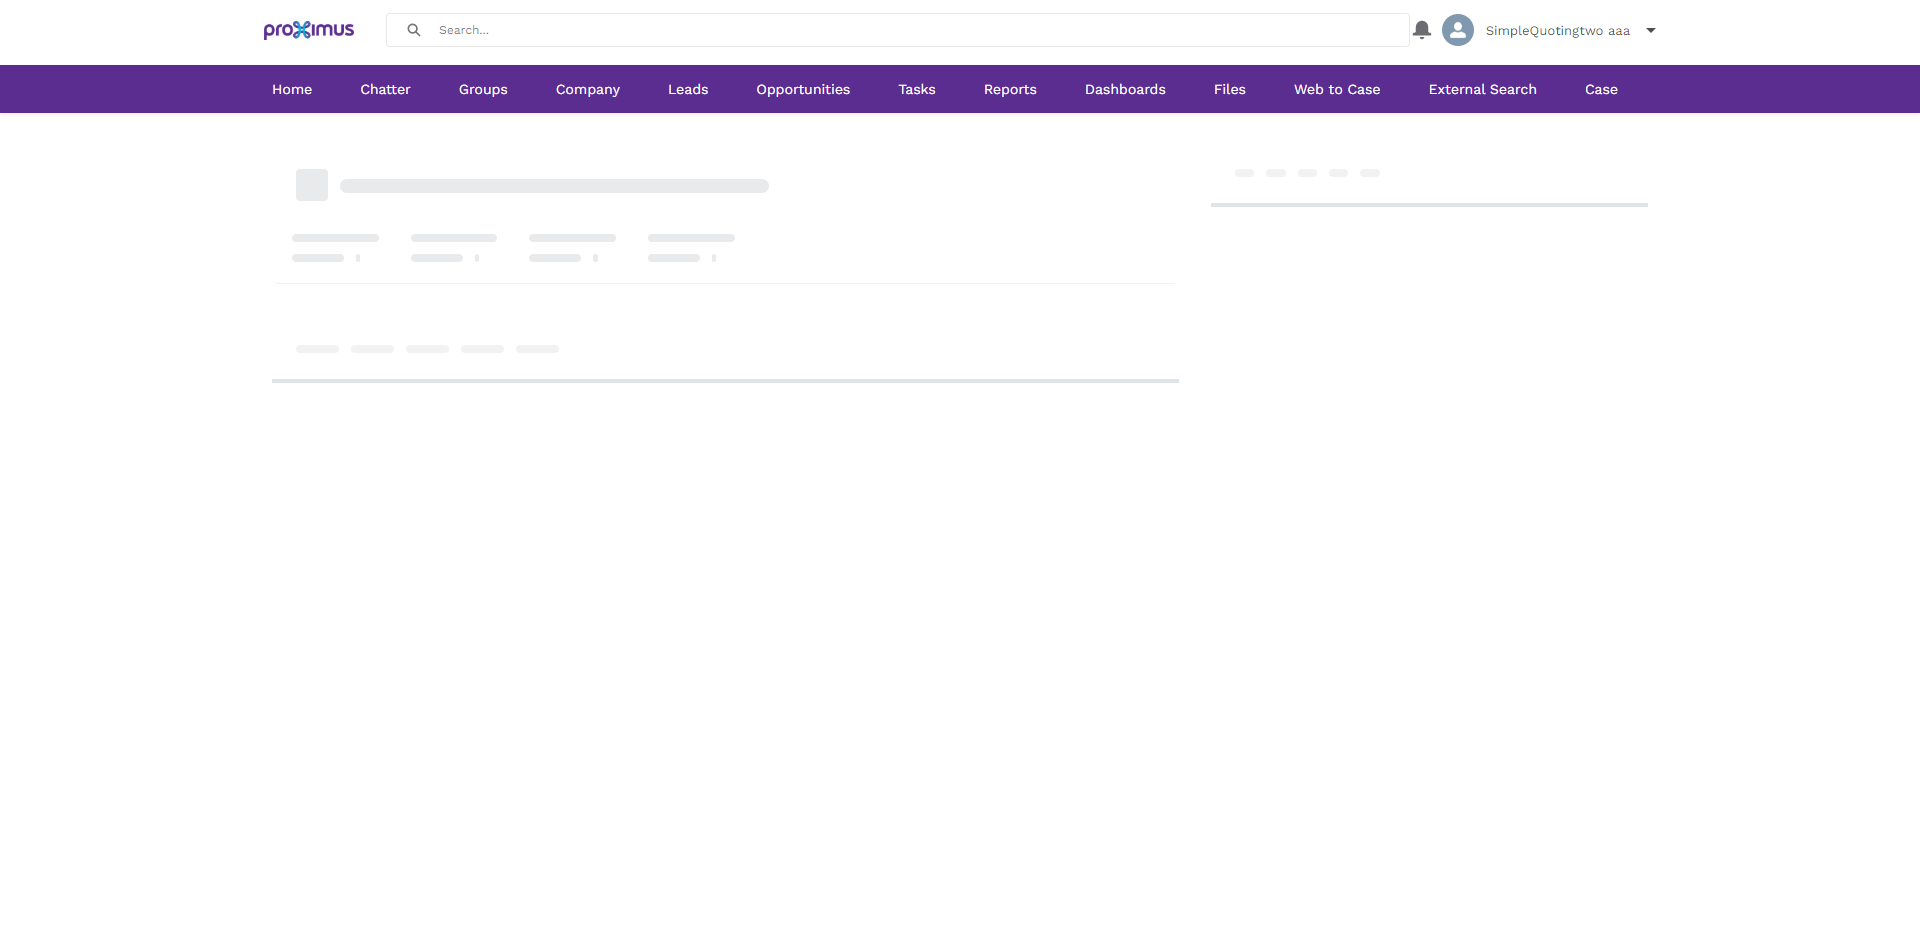 proximus
Search...
SimpleQuotingtwo aaa
Home Chatter Groups Company Leads Opportunities Tasks Reports Dashboards Files Web to Case External Search Case